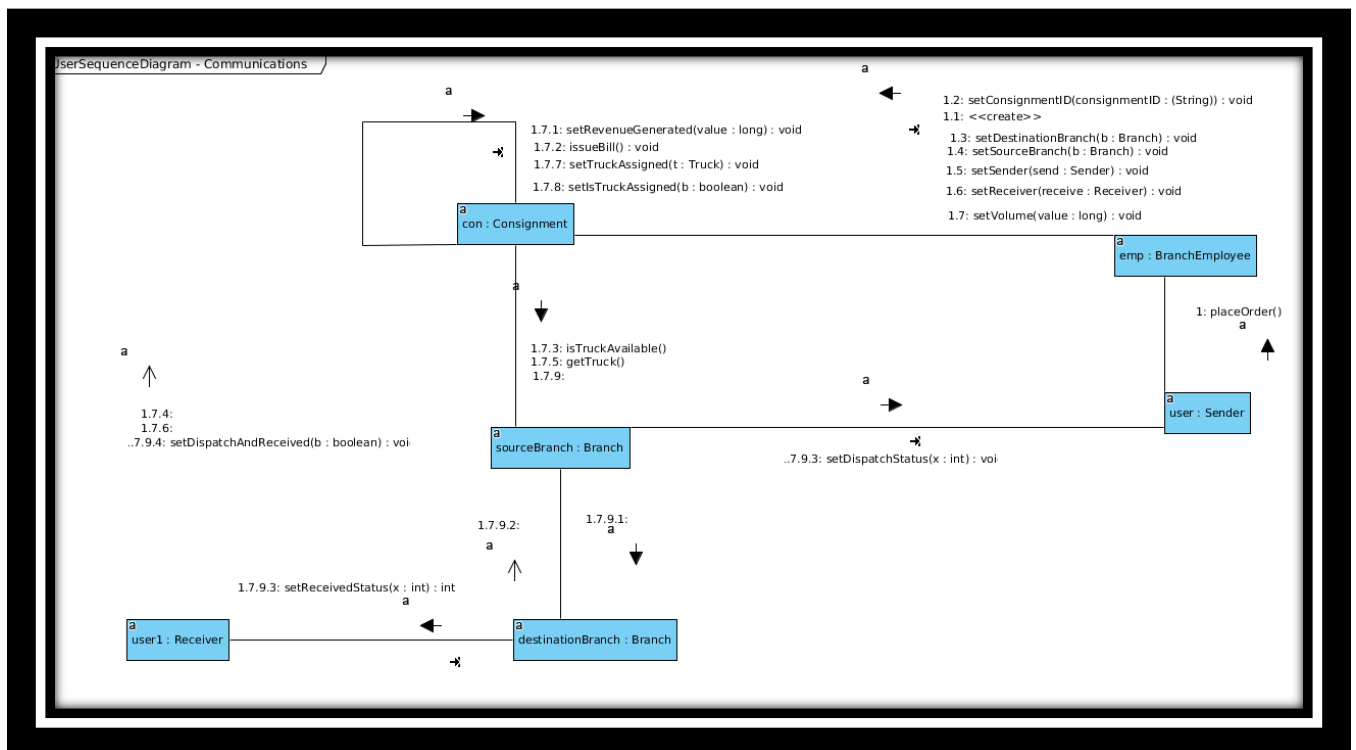 UserSequenceDiagram - Communications
a
a
1.2: setConsignmentID(consignmentID : (String)) : void
1.1: <<create>>
1.3: setDestinationBranch(b : Branch) : void
1.4: setSourceBranch(b : Branch) : void
1.5: setSender(send : Sender) : void
1.6: setReceiver(receive : Receiver) : void
1.7: setVolume(value : long) : void
1.7.1: setRevenueGenerated(value : long) : void
1.7.2: issueBill() : void
1.7.7: setTruckAssigned(t : Truck) : void
1.7.8: setIsTruckAssigned(b : boolean) : void
a
con : Consignment
a
emp : BranchEmployee
a
1: placeOrder()
a
1.7.3: isTruckAvailable()
1.7.5: getTruck()
1.7.9:
a
1.7.4:
1.7.6:
..7.9.4: setDispatchAndReceived(b : boolean) : voi
a
a
user : Sender
a
sourceBranch : Branch
..7.9.3: setDispatchStatus(x : int) : voi
1.7.9.2:
a
1.7.9.1:
a
1.7.9.3: setReceivedStatus(x : int) : int
a
a
user1 : Receiver
a
destinationBranch : Branch